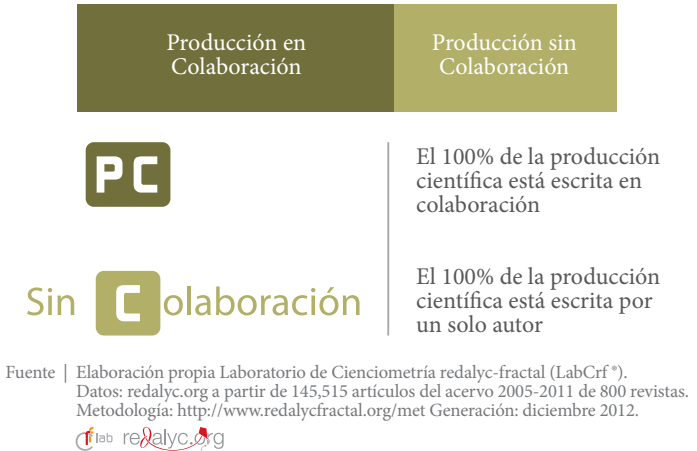 Producción en
Colaboración
Producción sin
Colaboración
PC
El 100% de la producción
científica está escrita en
colaboración
Sin Colaboración
El 100% de la producción
científica está escrita por
un solo autor
Fuente | Elaboración propia Laboratorio de Cienciometría redalyc-fractal (LabCrf ®).
Datos: redalyc.org a partir de 145,515 artículos del acervo 2005-2011 de 800 revistas.
Metodología: http://www.redalycfractal.org/met Generación: diciembre 2012.
crf lab redalyc.org